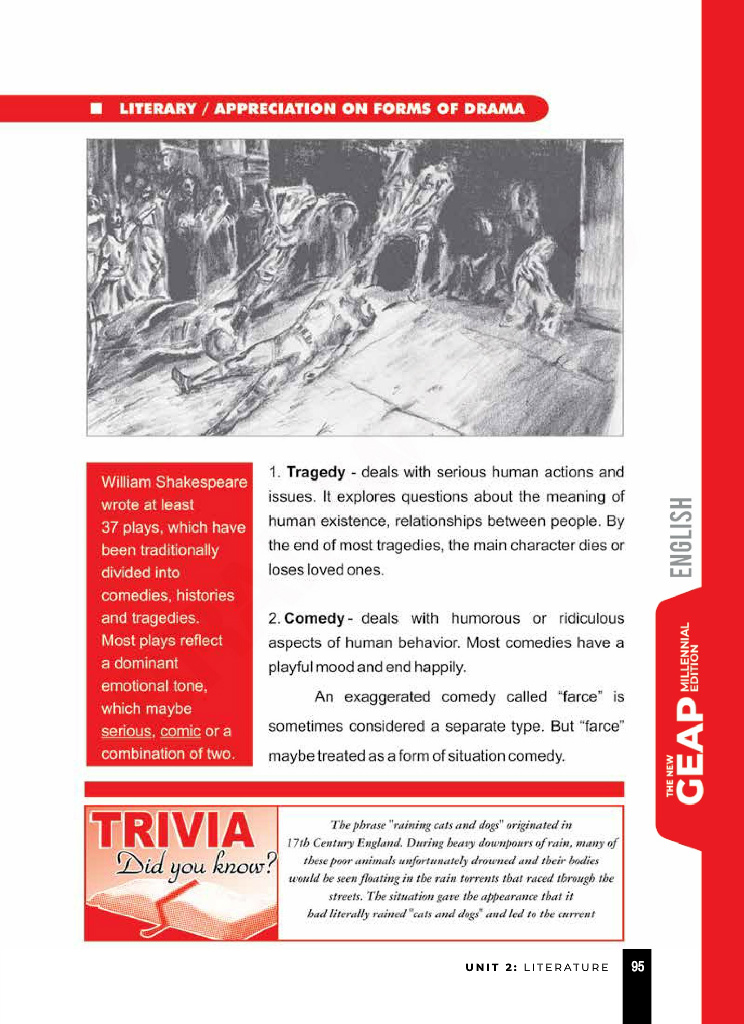 LITERARY / APPRECIATION ON FORMS OF DRAMA
William Shakespeare
wrote at least
37 plays, which have
been traditionally
divided into
comedies, histories
and tragedies.
Most plays reflect
a dominant
emotional tone,
which maybe
serious, comic or a
combination of two.
1. Tragedy - deals with serious human actions and
issues. It explores questions about the meaning of
human existence, relationships between people. By
the end of most tragedies, the main character dies or
loses loved ones.
2. Comedy - deals with humorous or ridiculous
aspects of human behavior. Most comedies have a
playful mood and end happily.
An exaggerated comedy called “farce” is
sometimes considered a separate type. But “farce”
maybe treated as a form of situation comedy.
TRIVIA
Did you know?
The phrase "raining cats and dogs" originated in
17th Century England. During heavy downpours of rain, many of
these poor animals unfortunately drowned and their bodies
would be seen floating in the rain torrents that raced through the
streets. The situation gave the appearance that it
had literally rained "cats and dogs" and led to the current
ENGLISH
THE NEW
GEAP
MILLENNIAL
EDITION
UNIT 2: LITERATURE
95